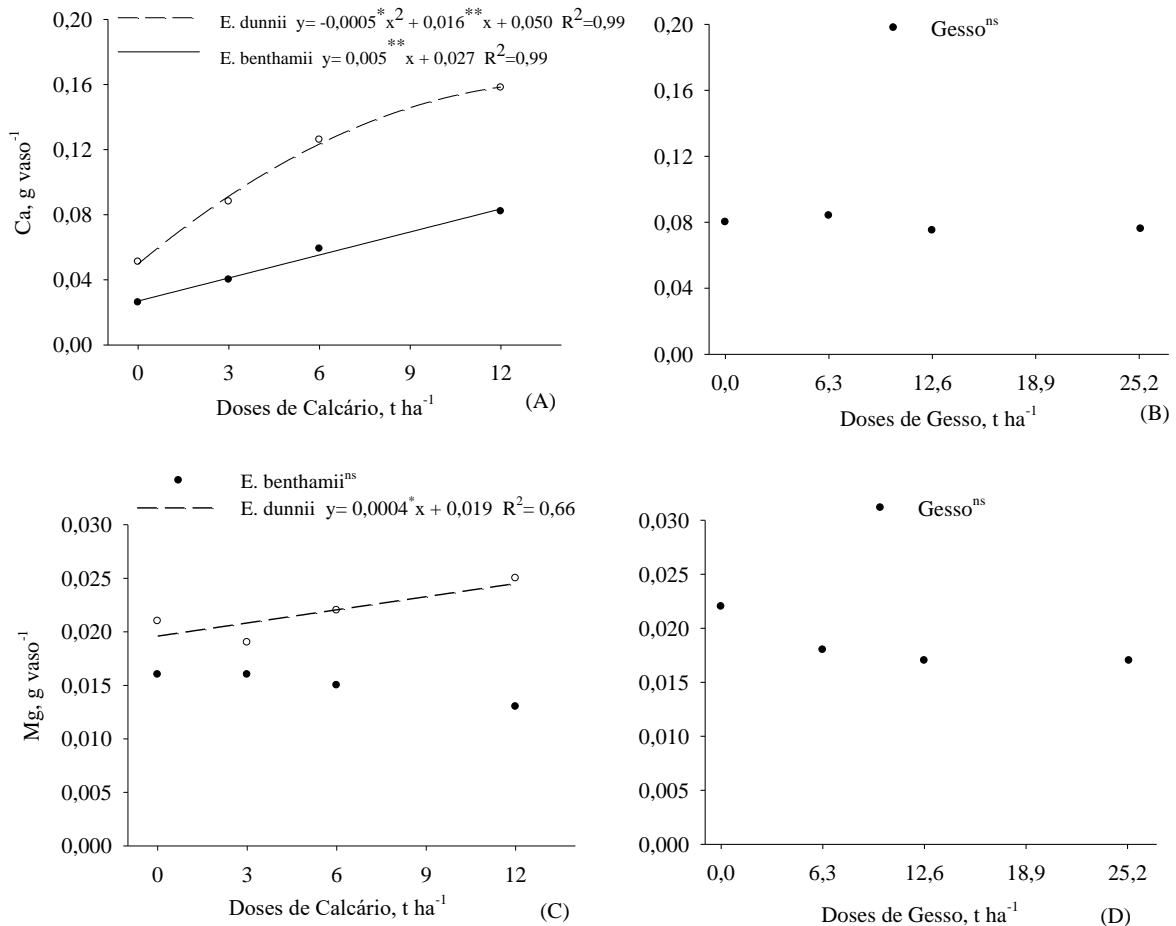 E. dunnii y= -0,0005*x² + 0,016**x + 0,050 R²=0,99
E. benthamii y= 0,005**x + 0,027 R²=0,99
0,20
0,16
0,12
0,08
0,04
0,00
Ca, g vaso⁻¹
0 3 6 9 12
Doses de Calcário, t ha⁻¹
(A)
Gessoⁿˢ
0,20
0,16
0,12
0,08
0,04
0,00
0,0 6,3 12,6 18,9 25,2
Doses de Gesso, t ha⁻¹
(B)
E. benthamiiⁿˢ
E. dunnii y= 0,0004*x + 0,019 R²= 0,66
0,030
0,025
0,020
0,015
0,010
0,005
0,000
Mg, g vaso⁻¹
0 3 6 9 12
Doses de Calcário, t ha⁻¹
(C)
Gessoⁿˢ
0,030
0,025
0,020
0,015
0,010
0,005
0,000
0,0 6,3 12,6 18,9 25,2
Doses de Gesso, t ha⁻¹
(D)